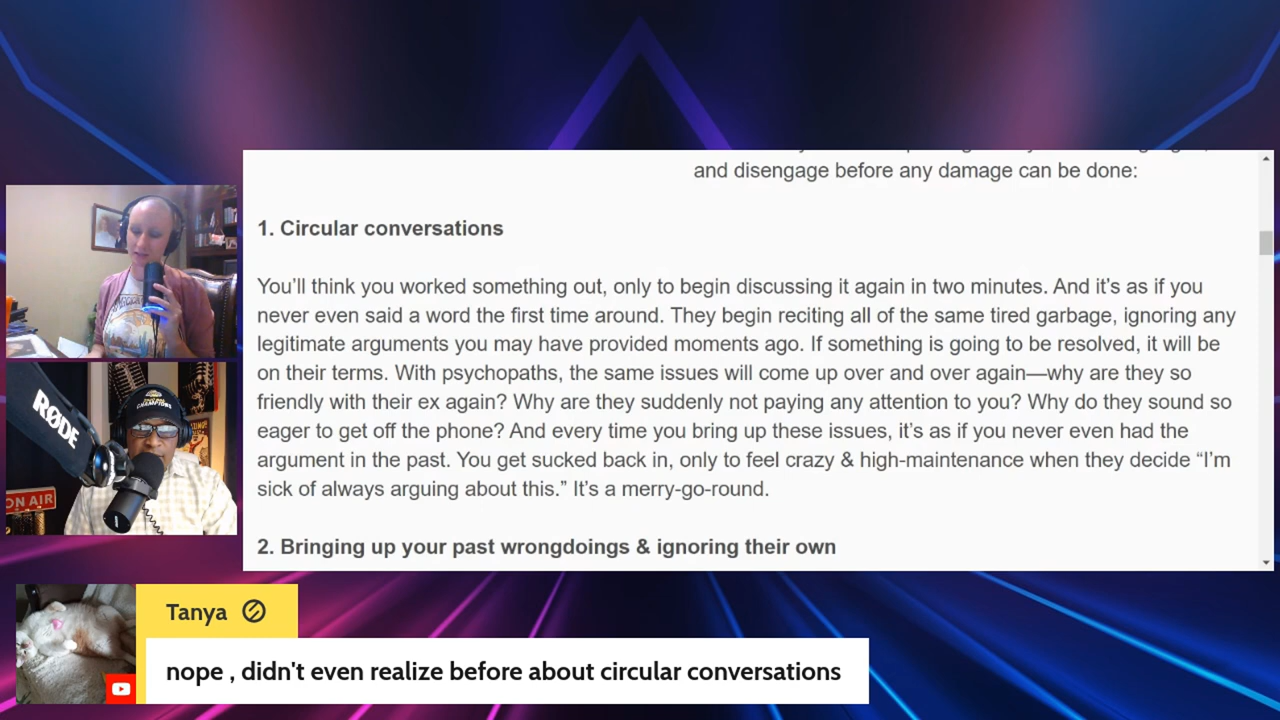 and disengage before any damage can be done:
1. Circular conversations
You’ll think you worked something out, only to begin discussing it again in two minutes. And it’s as if you
never even said a word the first time around. They begin reciting all of the same tired garbage, ignoring any
legitimate arguments you may have provided moments ago. If something is going to be resolved, it will be
on their terms. With psychopaths, the same issues will come up over and over again—why are they so
friendly with their ex again? Why are they suddenly not paying any attention to you? Why do they sound so
eager to get off the phone? And every time you bring up these issues, it’s as if you never even had the
argument in the past. You get sucked back in, only to feel crazy & high-maintenance when they decide “I’m
sick of always arguing about this.” It’s a merry-go-round.
2. Bringing up your past wrongdoings & ignoring their own
RØDE
CHAMPIONS
ON AIR
Tanya
nope , didn't even realize before about circular conversations